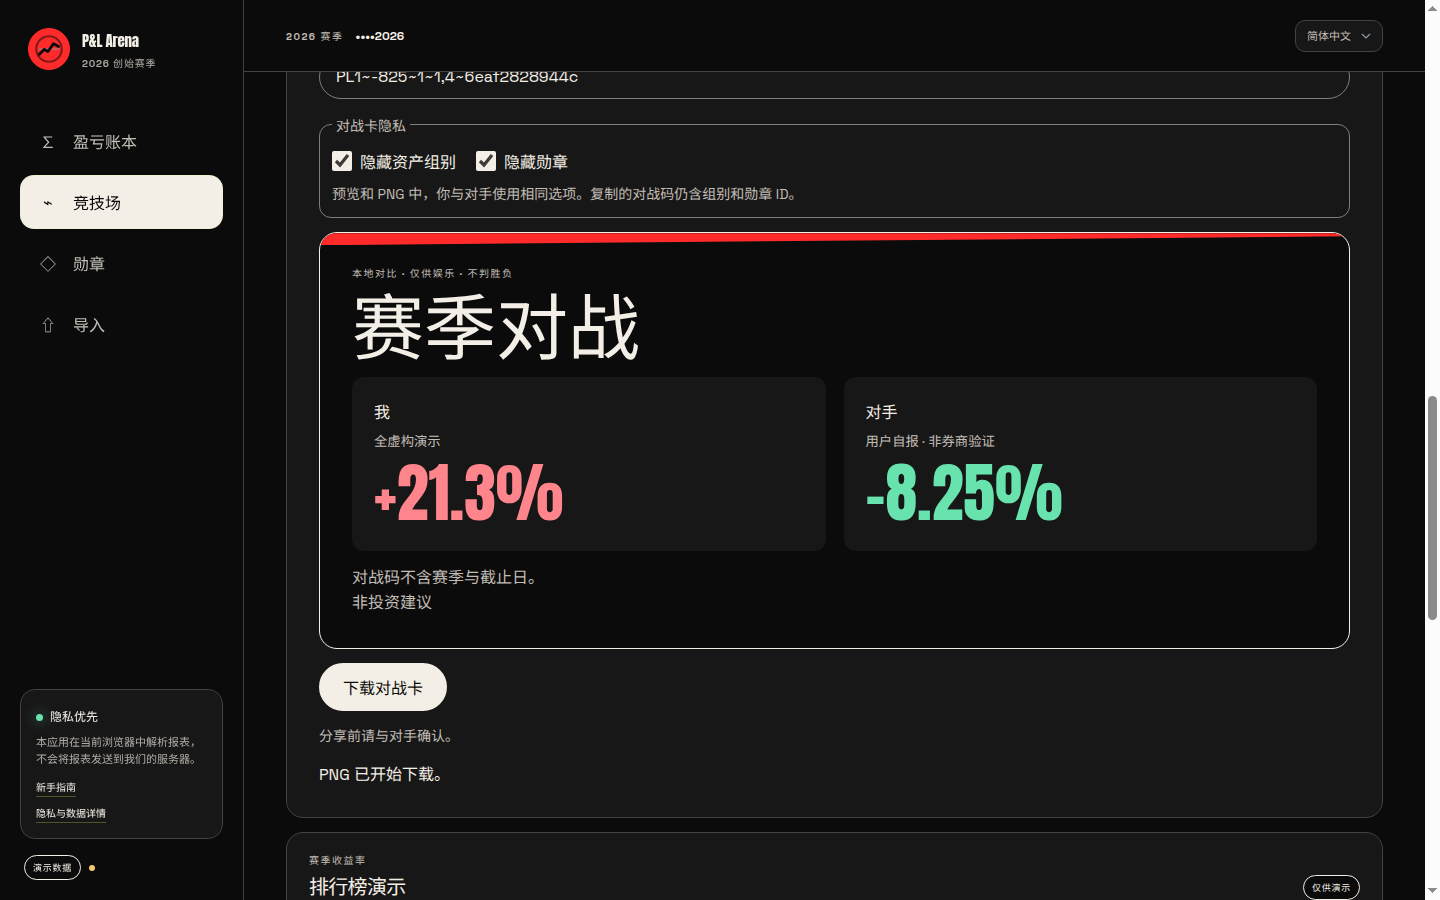 P&L Arena
2026 创始赛季
2026 赛季 ••••2026
简体中文
Σ 盈亏账本
竞技场
勋章
导入
隐私优先
本应用在当前浏览器中解析报表，
不会将报表发送到我们的服务器。
新手指南
隐私与数据详情
演示数据
PL1~-825~1~1,4~6eaf2828944c
对战卡隐私
隐藏资产组别 隐藏勋章
预览和 PNG 中，你与对手使用相同选项。复制的对战码仍含组别和勋章 ID。
本地对比 · 仅供娱乐 · 不判胜负
赛季对战
我
全虚构演示
+21.3%
对手
用户自报 · 非券商验证
-8.25%
对战码不含赛季与截止日。
非投资建议
下载对战卡
分享前请与对手确认。
PNG 已开始下载。
赛季收益率
排行榜演示
仅供演示